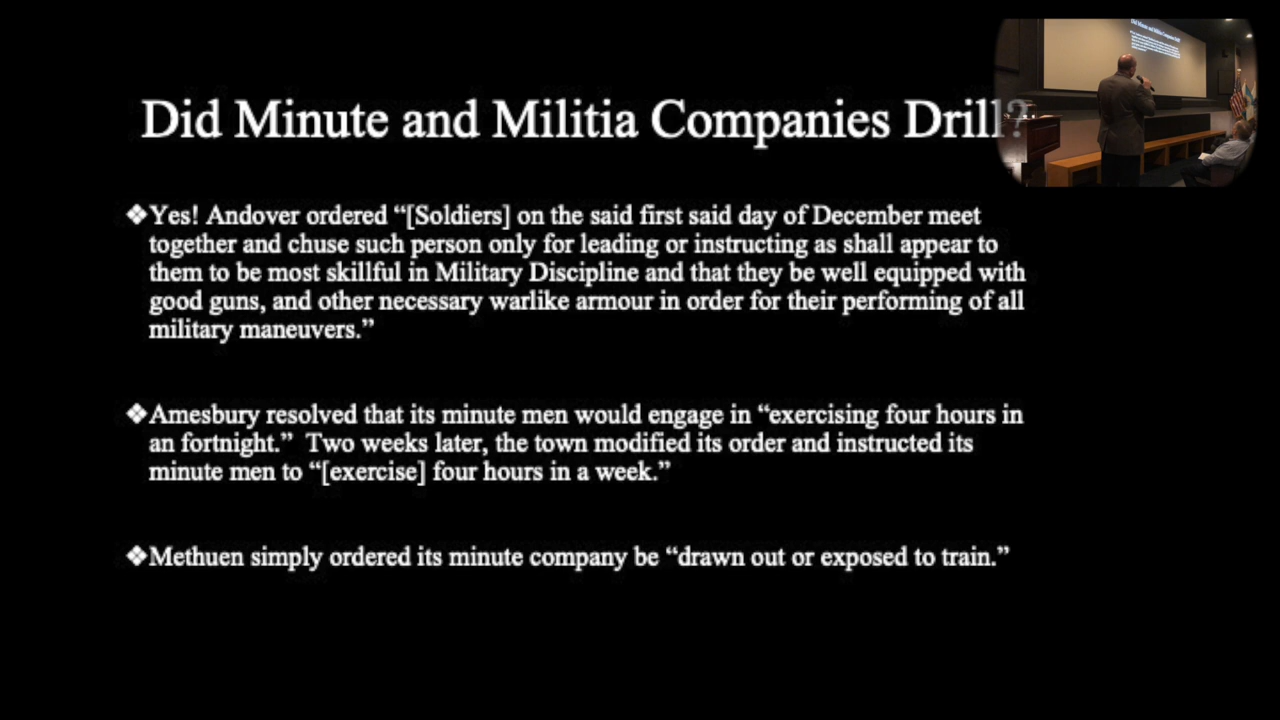 Did Minute and Militia Companies Drill?
❖Yes! Andover ordered “[Soldiers] on the said first said day of December meet
together and chuse such person only for leading or instructing as shall appear to
them to be most skillful in Military Discipline and that they be well equipped with
good guns, and other necessary warlike armour in order for their performing of all
military maneuvers.”
❖Amesbury resolved that its minute men would engage in “exercising four hours in
an fortnight.”  Two weeks later, the town modified its order and instructed its
minute men to “[exercise] four hours in a week.”
❖Methuen simply ordered its minute company be “drawn out or exposed to train.”